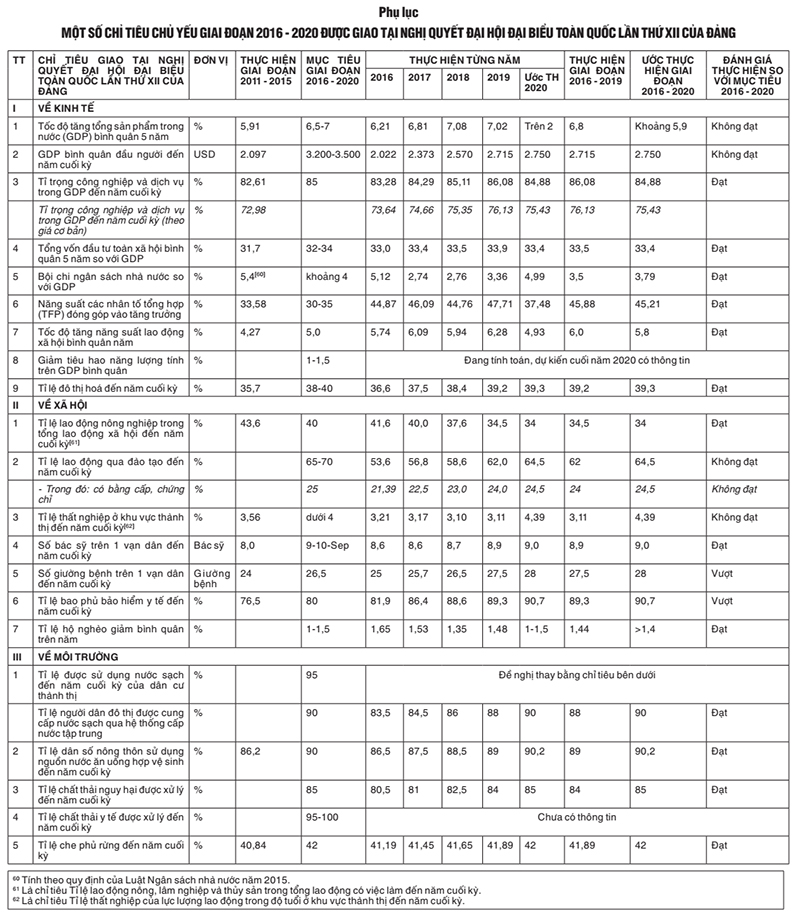 Phụ lục
MỘT SỐ CHỈ TIÊU CHỦ YẾU GIAI ĐOẠN 2016 - 2020 ĐƯỢC GIAO TẠI NGHỊ QUYẾT ĐẠI HỘI ĐẠI BIỂU TOÀN QUỐC LẦN THỨ XII CỦA ĐẢNG
TT CHỈ TIÊU GIAO TẠI NGHỊ QUYẾT ĐẠI HỘI ĐẠI BIỂU TOÀN QUỐC LẦN THỨ XII CỦA ĐẢNG ĐƠN VỊ THỰC HIỆN GIAI ĐOẠN 2011 - 2015 MỤC TIÊU GIAI ĐOẠN 2016 - 2020 THỰC HIỆN TỪNG NĂM THỰC HIỆN GIAI ĐOẠN 2016 - 2019 ƯỚC THỰC HIỆN GIAI ĐOẠN 2016 - 2020 ĐÁNH GIÁ THỰC HIỆN SO VỚI MỤC TIÊU 2016 - 2020
2016 2017 2018 2019 Ước TH 2020
I VỀ KINH TẾ
1 Tốc độ tăng tổng sản phẩm trong nước (GDP) bình quân 5 năm % 5,91 6,5-7 6,21 6,81 7,08 7,02 Trên 2 6,8 Khoảng 5,9 Không đạt
2 GDP bình quân đầu người đến năm cuối kỳ USD 2.097 3.200-3.500 2.022 2.373 2.570 2.715 2.750 2.715 2.750 Không đạt
3 Tỉ trọng công nghiệp và dịch vụ trong GDP đến năm cuối kỳ % 82,61 85 83,28 84,29 85,11 86,08 84,88 86,08 84,88 Đạt
Tỉ trọng công nghiệp và dịch vụ trong GDP đến năm cuối kỳ (theo giá cơ bản) % 72,98 73,64 74,66 75,35 76,13 75,43 76,13 75,43
4 Tổng vốn đầu tư toàn xã hội bình quân 5 năm so với GDP % 31,7 32-34 33,0 33,4 33,5 33,9 33,4 33,5 33,4 Đạt
5 Bội chi ngân sách nhà nước so với GDP % 5,4[60] khoảng 4 5,12 2,74 2,76 3,36 4,99 3,5 3,79 Đạt
6 Năng suất các nhân tố tổng hợp (TFP) đóng góp vào tăng trưởng % 33,58 30-35 44,87 46,09 44,76 47,71 37,48 45,88 45,21 Đạt
7 Tốc độ tăng năng suất lao động xã hội bình quân năm % 4,27 5,0 5,74 6,09 5,94 6,28 4,93 6,0 5,8 Đạt
8 Giảm tiêu hao năng lượng tính trên GDP bình quân % 1-1,5 Đang tính toán, dự kiến cuối năm 2020 có thông tin
9 Tỉ lệ đô thị hoá đến năm cuối kỳ % 35,7 38-40 36,6 37,5 38,4 39,2 39,3 39,2 39,3 Đạt
II VỀ XÃ HỘI
1 Tỉ lệ lao động nông nghiệp trong tổng lao động xã hội đến năm cuối kỳ[61] % 43,6 40 41,6 40,0 37,6 34,5 34 34,5 34 Đạt
2 Tỉ lệ lao động qua đào tạo đến năm cuối kỳ % 65-70 53,6 56,8 58,6 62,0 64,5 62 64,5 Không đạt
- Trong đó: có bằng cấp, chứng chỉ % 25 21,39 22,5 23,0 24,0 24,5 24 24,5 Không đạt
3 Tỉ lệ thất nghiệp ở khu vực thành thị đến năm cuối kỳ[62] % 3,56 dưới 4 3,21 3,17 3,10 3,11 4,39 3,11 4,39 Không đạt
4 Số bác sỹ trên 1 vạn dân đến năm cuối kỳ Bác sỹ 8,0 9-10-Sep 8,6 8,6 8,7 8,9 9,0 8,9 9,0 Đạt
5 Số giường bệnh trên 1 vạn dân đến năm cuối kỳ Giường bệnh 24 26,5 25 25,7 26,5 27,5 28 27,5 28 Vượt
6 Tỉ lệ bao phủ bảo hiểm y tế đến năm cuối kỳ % 76,5 80 81,9 86,4 88,6 89,3 90,7 89,3 90,7 Vượt
7 Tỉ lệ hộ nghèo giảm bình quân trên năm % 1-1,5 1,65 1,53 1,35 1,48 1-1,5 1,44 >1,4 Đạt
III VỀ MÔI TRƯỜNG
1 Tỉ lệ được sử dụng nước sạch đến năm cuối kỳ của dân cư thành thị % 95 Đề nghị thay bằng chỉ tiêu bên dưới
Tỉ lệ người dân đô thị được cung cấp nước sạch qua hệ thống cấp nước tập trung % 90 83,5 84,5 86 88 90 88 90 Đạt
2 Tỉ lệ dân số nông thôn sử dụng nguồn nước ăn uống hợp vệ sinh đến năm cuối kỳ % 86,2 90 86,5 87,5 88,5 89 90,2 89 90,2 Đạt
3 Tỉ lệ chất thải nguy hại được xử lý đến năm cuối kỳ % 85 80,5 81 82,5 84 85 84 85 Đạt
4 Tỉ lệ chất thải y tế được xử lý đến năm cuối kỳ % 95-100 Chưa có thông tin
5 Tỉ lệ che phủ rừng đến năm cuối kỳ % 40,84 42 41,19 41,45 41,65 41,89 42 41,89 42 Đạt
60 Tính theo quy định của Luật Ngân sách nhà nước năm 2015.
61 Là chỉ tiêu Tỉ lệ lao động nông, lâm nghiệp và thủy sản trong tổng lao động có việc làm đến năm cuối kỳ.
62 Là chỉ tiêu Tỉ lệ thất nghiệp của lực lượng lao động trong độ tuổi ở khu vực thành thị đến năm cuối kỳ.